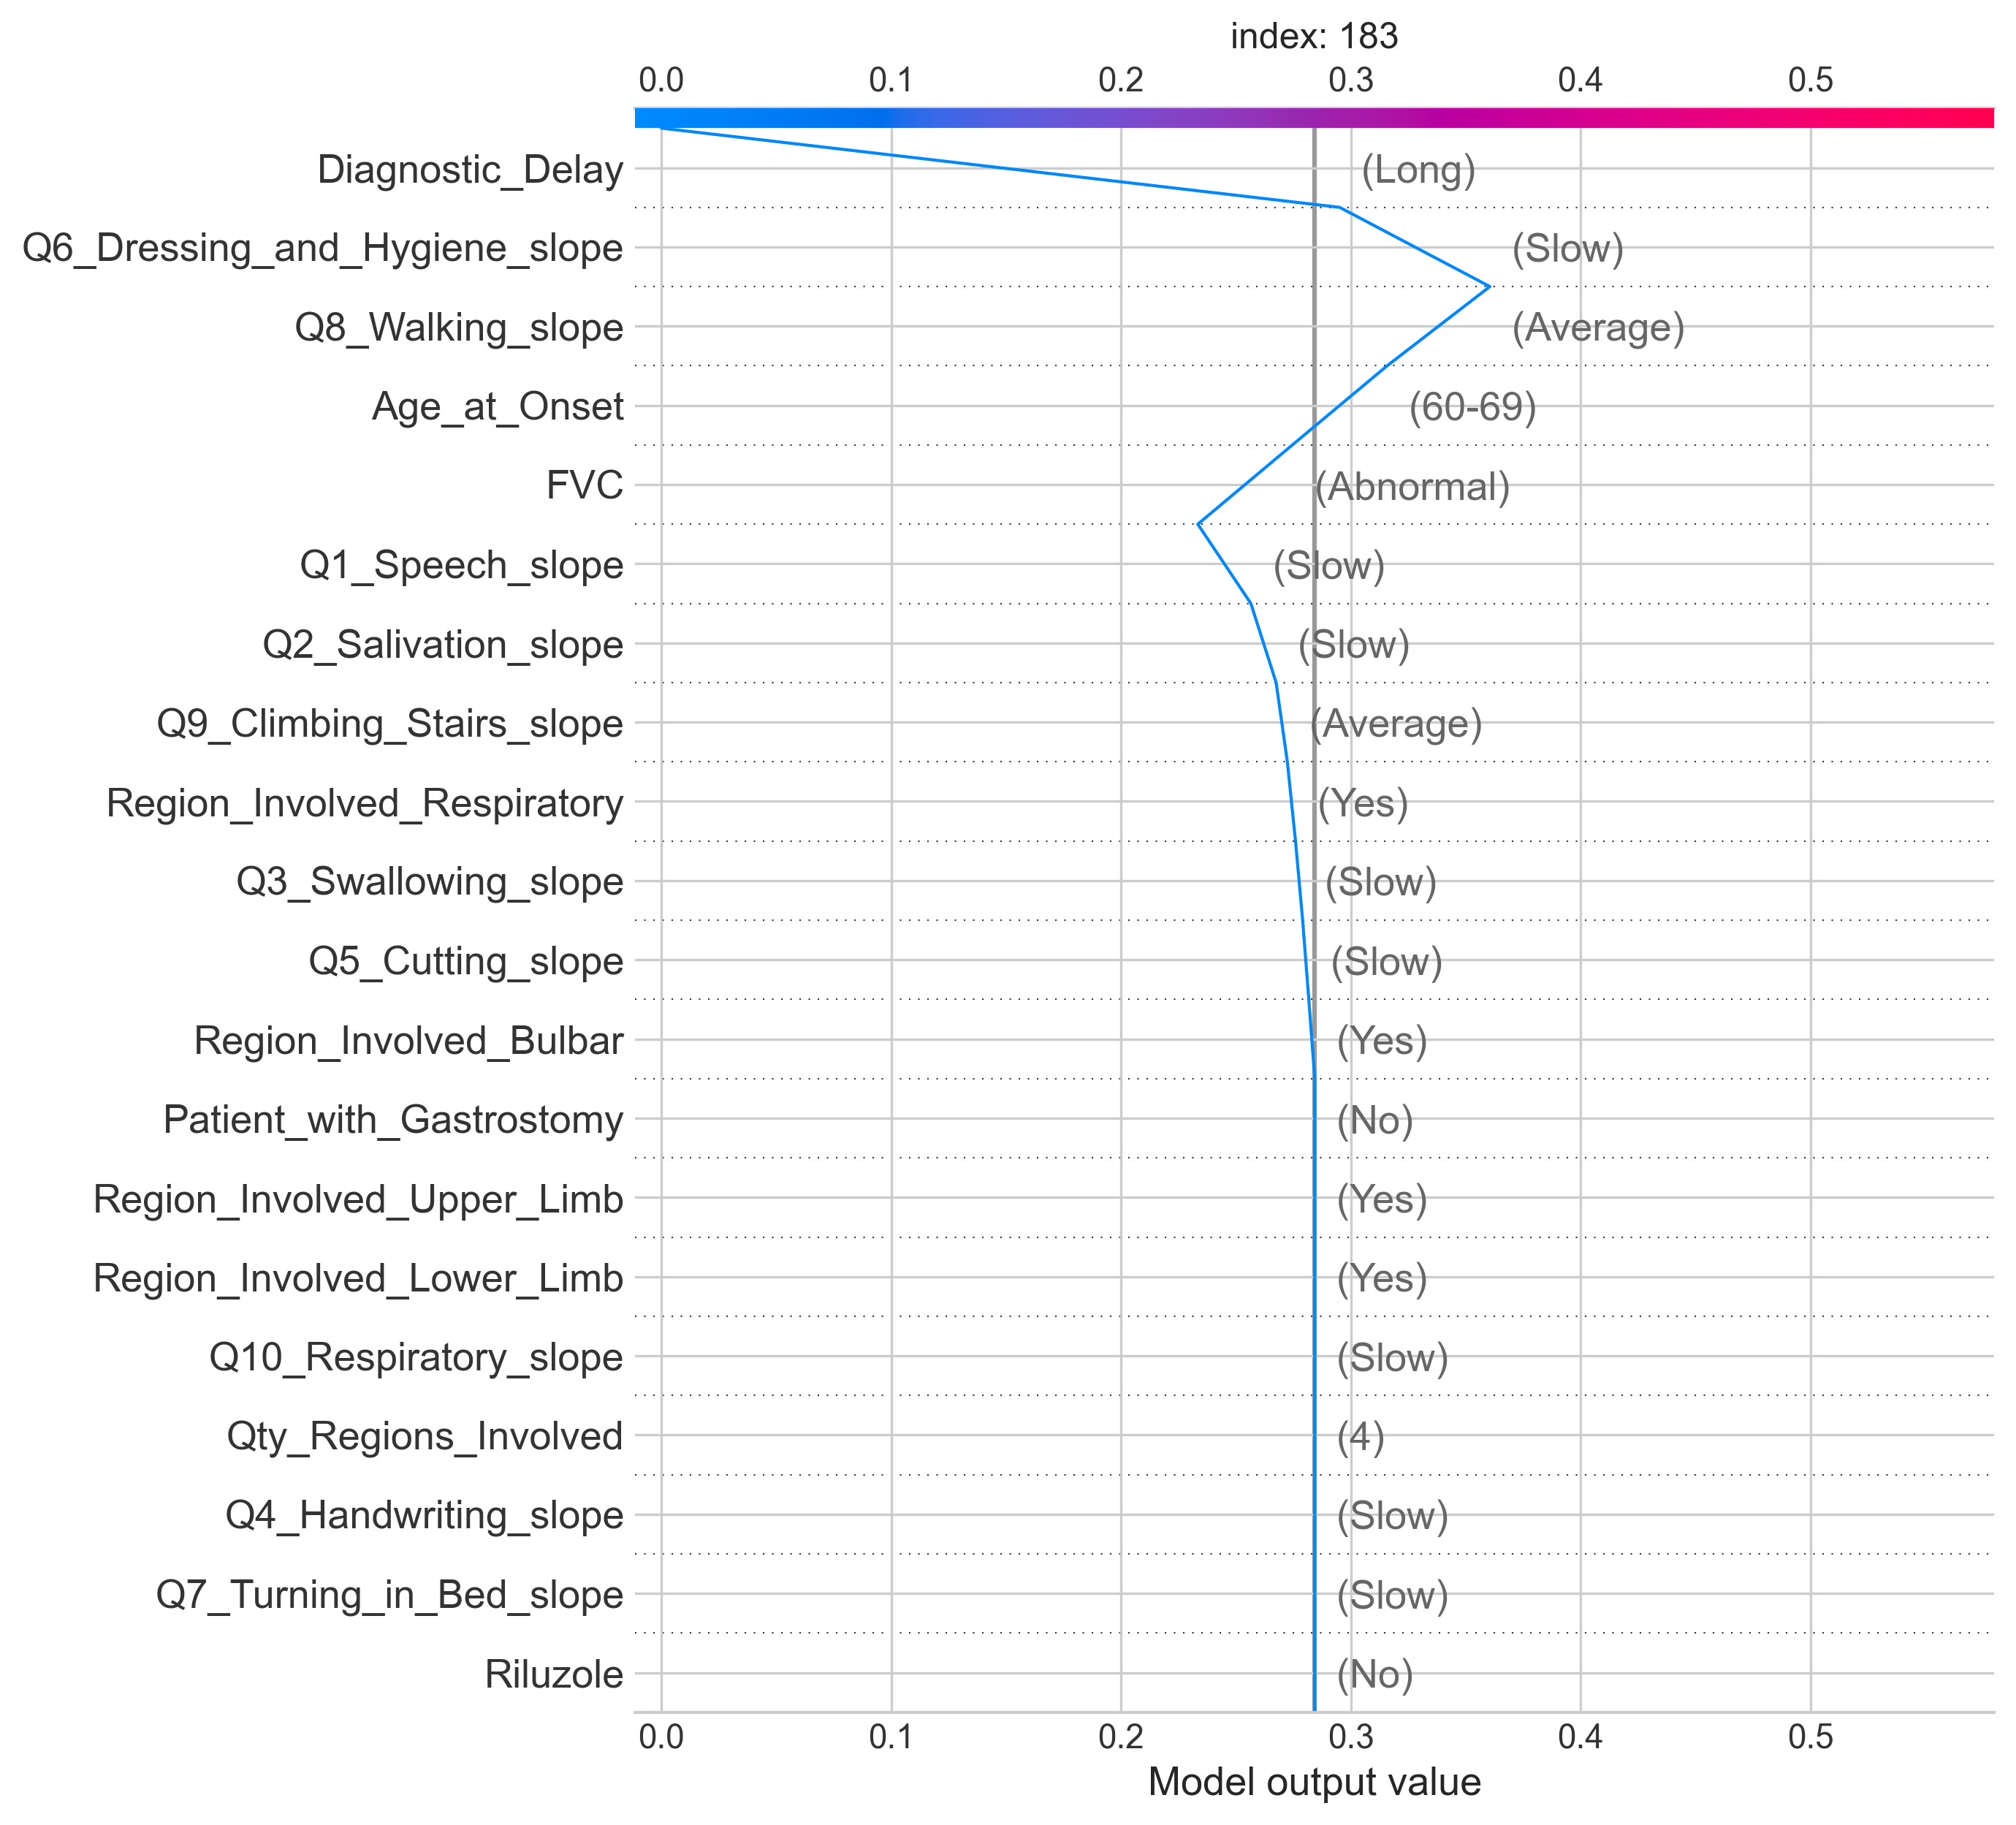 index: 183
0.0 0.1 0.2 0.3 0.4 0.5
Diagnostic_Delay (Long)
Q6_Dressing_and_Hygiene_slope (Slow)
Q8_Walking_slope (Average)
Age_at_Onset (60-69)
FVC (Abnormal)
Q1_Speech_slope (Slow)
Q2_Salivation_slope (Slow)
Q9_Climbing_Stairs_slope (Average)
Region_Involved_Respiratory (Yes)
Q3_Swallowing_slope (Slow)
Q5_Cutting_slope (Slow)
Region_Involved_Bulbar (Yes)
Patient_with_Gastrostomy (No)
Region_Involved_Upper_Limb (Yes)
Region_Involved_Lower_Limb (Yes)
Q10_Respiratory_slope (Slow)
Qty_Regions_Involved (4)
Q4_Handwriting_slope (Slow)
Q7_Turning_in_Bed_slope (Slow)
Riluzole (No)
0.0 0.1 0.2 0.3 0.4 0.5
Model output value